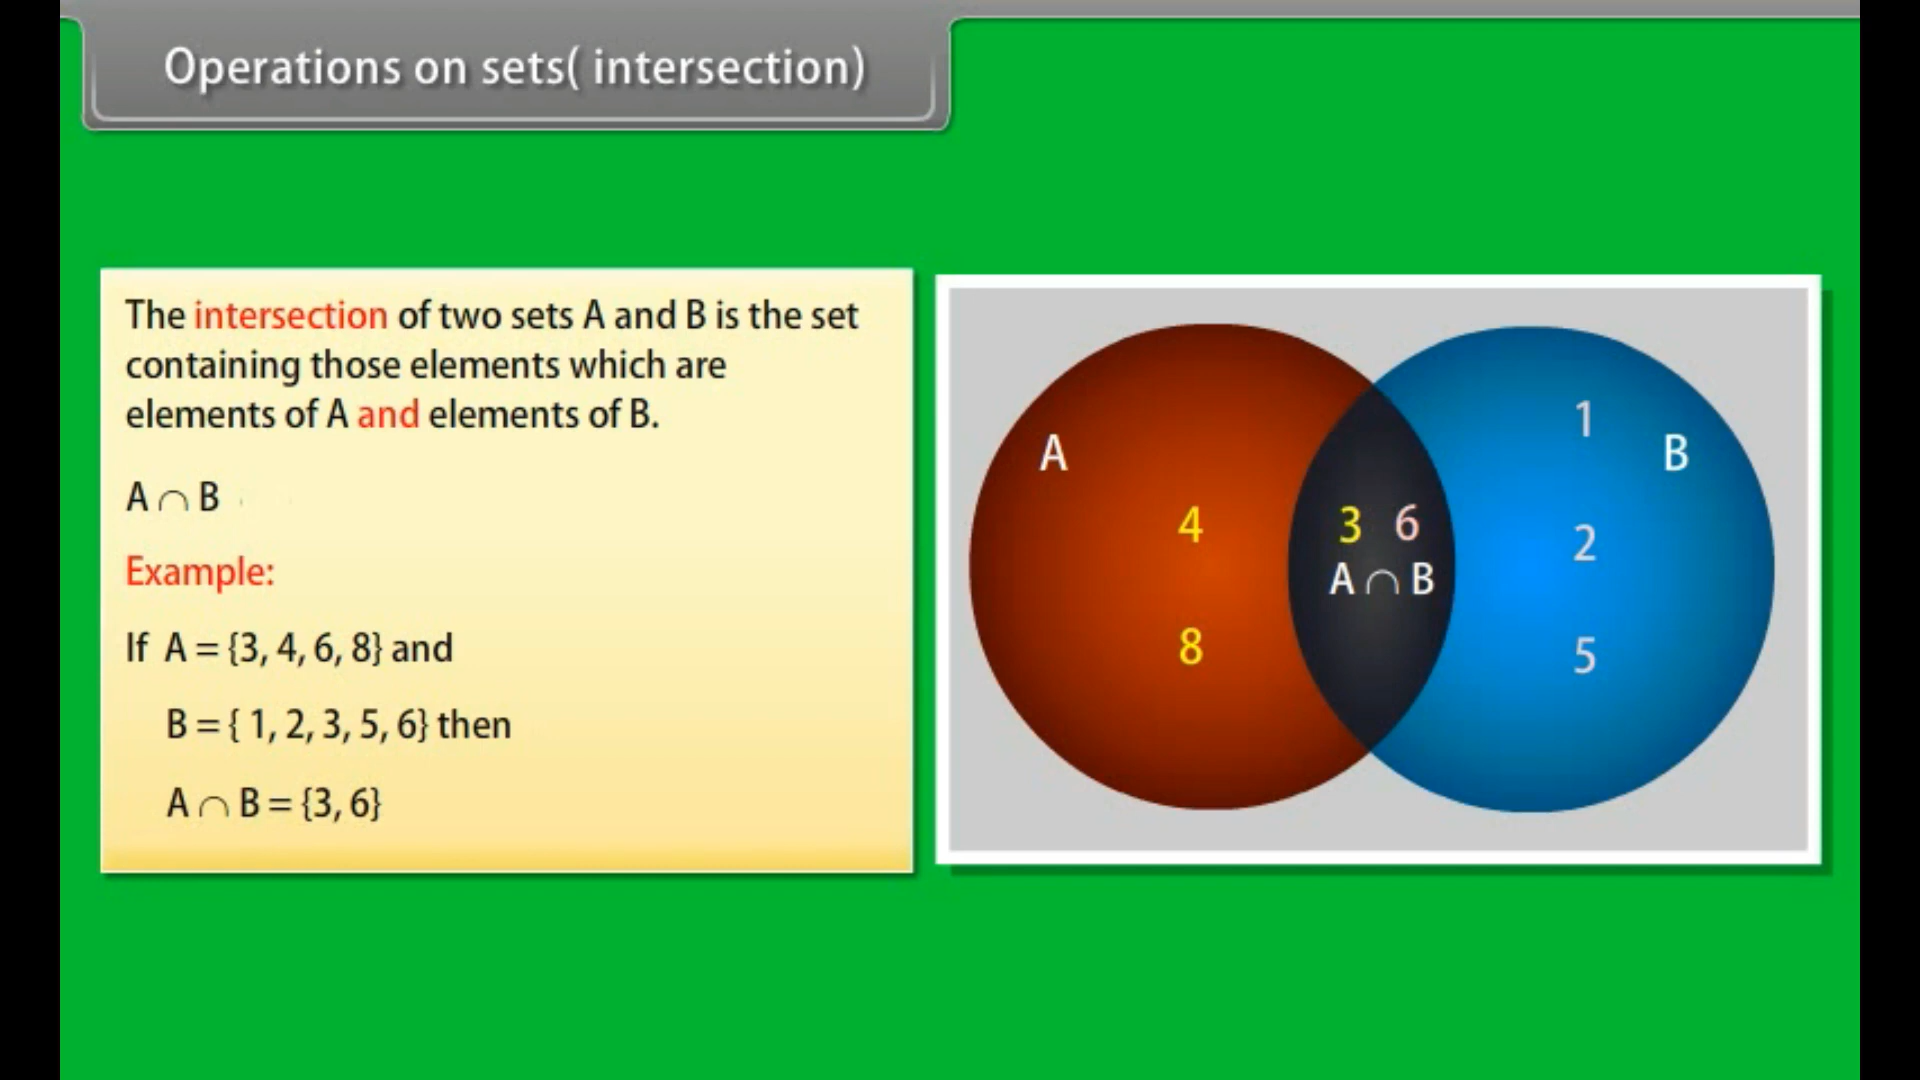 Operations on sets( intersection)
The intersection of two sets A and B is the set
containing those elements which are
elements of A and elements of B.
A ∩ B
Example:
If A = {3, 4, 6, 8} and
B = { 1, 2, 3, 5, 6} then
A ∩ B = {3, 6}
A
B
1
4
3 6
2
A ∩ B
8
5